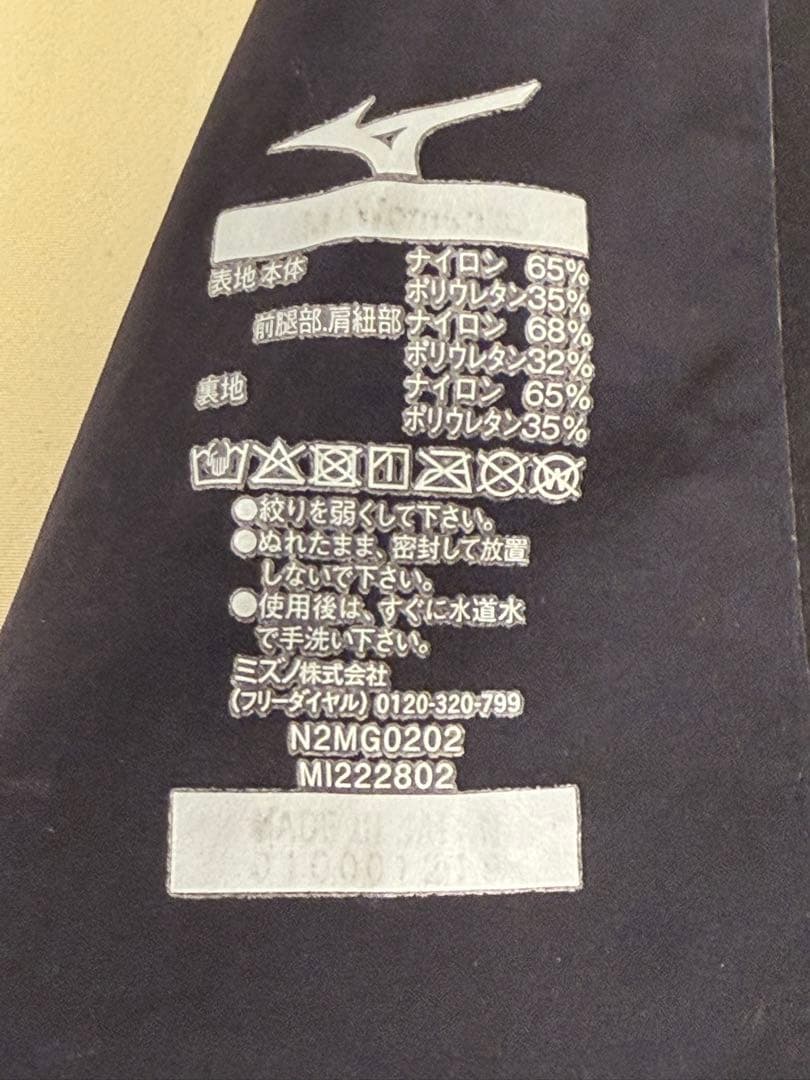 表地 本体 ナイロン 65%
ポリウレタン35%
前腿部.肩紐部 ナイロン 68%
ポリウレタン32%
裏地 ナイロン 65%
ポリウレタン35%
●絞りを弱くして下さい。
●ぬれたまま、密封して放置
しないで下さい。
●使用後は、すぐに水道水
で手洗い下さい。
ミズノ株式会社
(フリーダイヤル) 0120-320-799
N2MG0202
MI222802